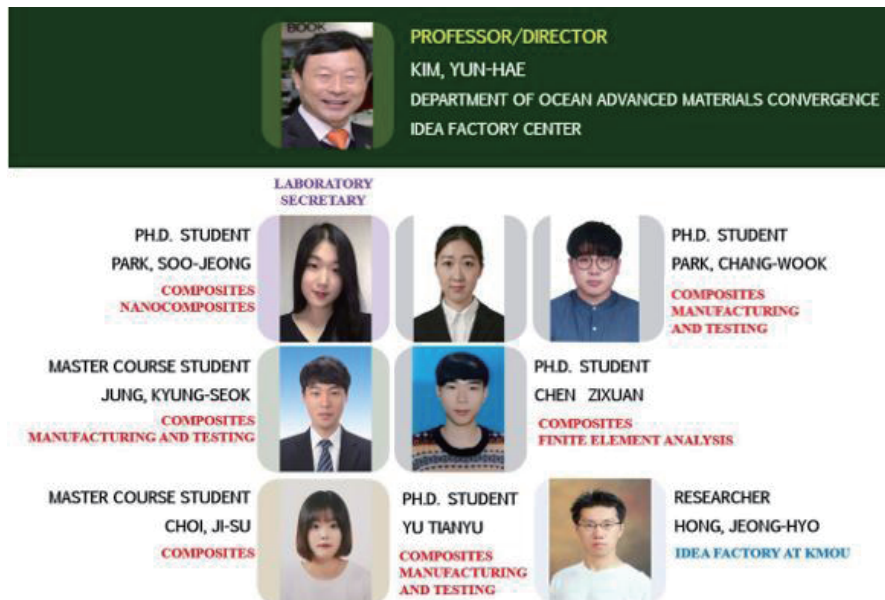 BOOK
PROFESSOR/DIRECTOR
KIM, YUN-HAE
DEPARTMENT OF OCEAN ADVANCED MATERIALS CONVERGENCE
IDEA FACTORY CENTER
LABORATORY
SECRETARY
PH.D. STUDENT
PARK, SOO-JEONG
COMPOSITES
NANOCOMPOSITES
PH.D. STUDENT
PARK, CHANG-WOOK
COMPOSITES
MANUFACTURING
AND TESTING
MASTER COURSE STUDENT
JUNG, KYUNG-SEOK
COMPOSITES
MANUFACTURING AND TESTING
PH.D. STUDENT
CHEN ZIXUAN
COMPOSITES
FINITE ELEMENT ANALYSIS
MASTER COURSE STUDENT
CHOI, JI-SU
COMPOSITES
PH.D. STUDENT
YU TIANYU
COMPOSITES
MANUFACTURING
AND TESTING
RESEARCHER
HONG, JEONG-HYO
IDEA FACTORY AT KMOU